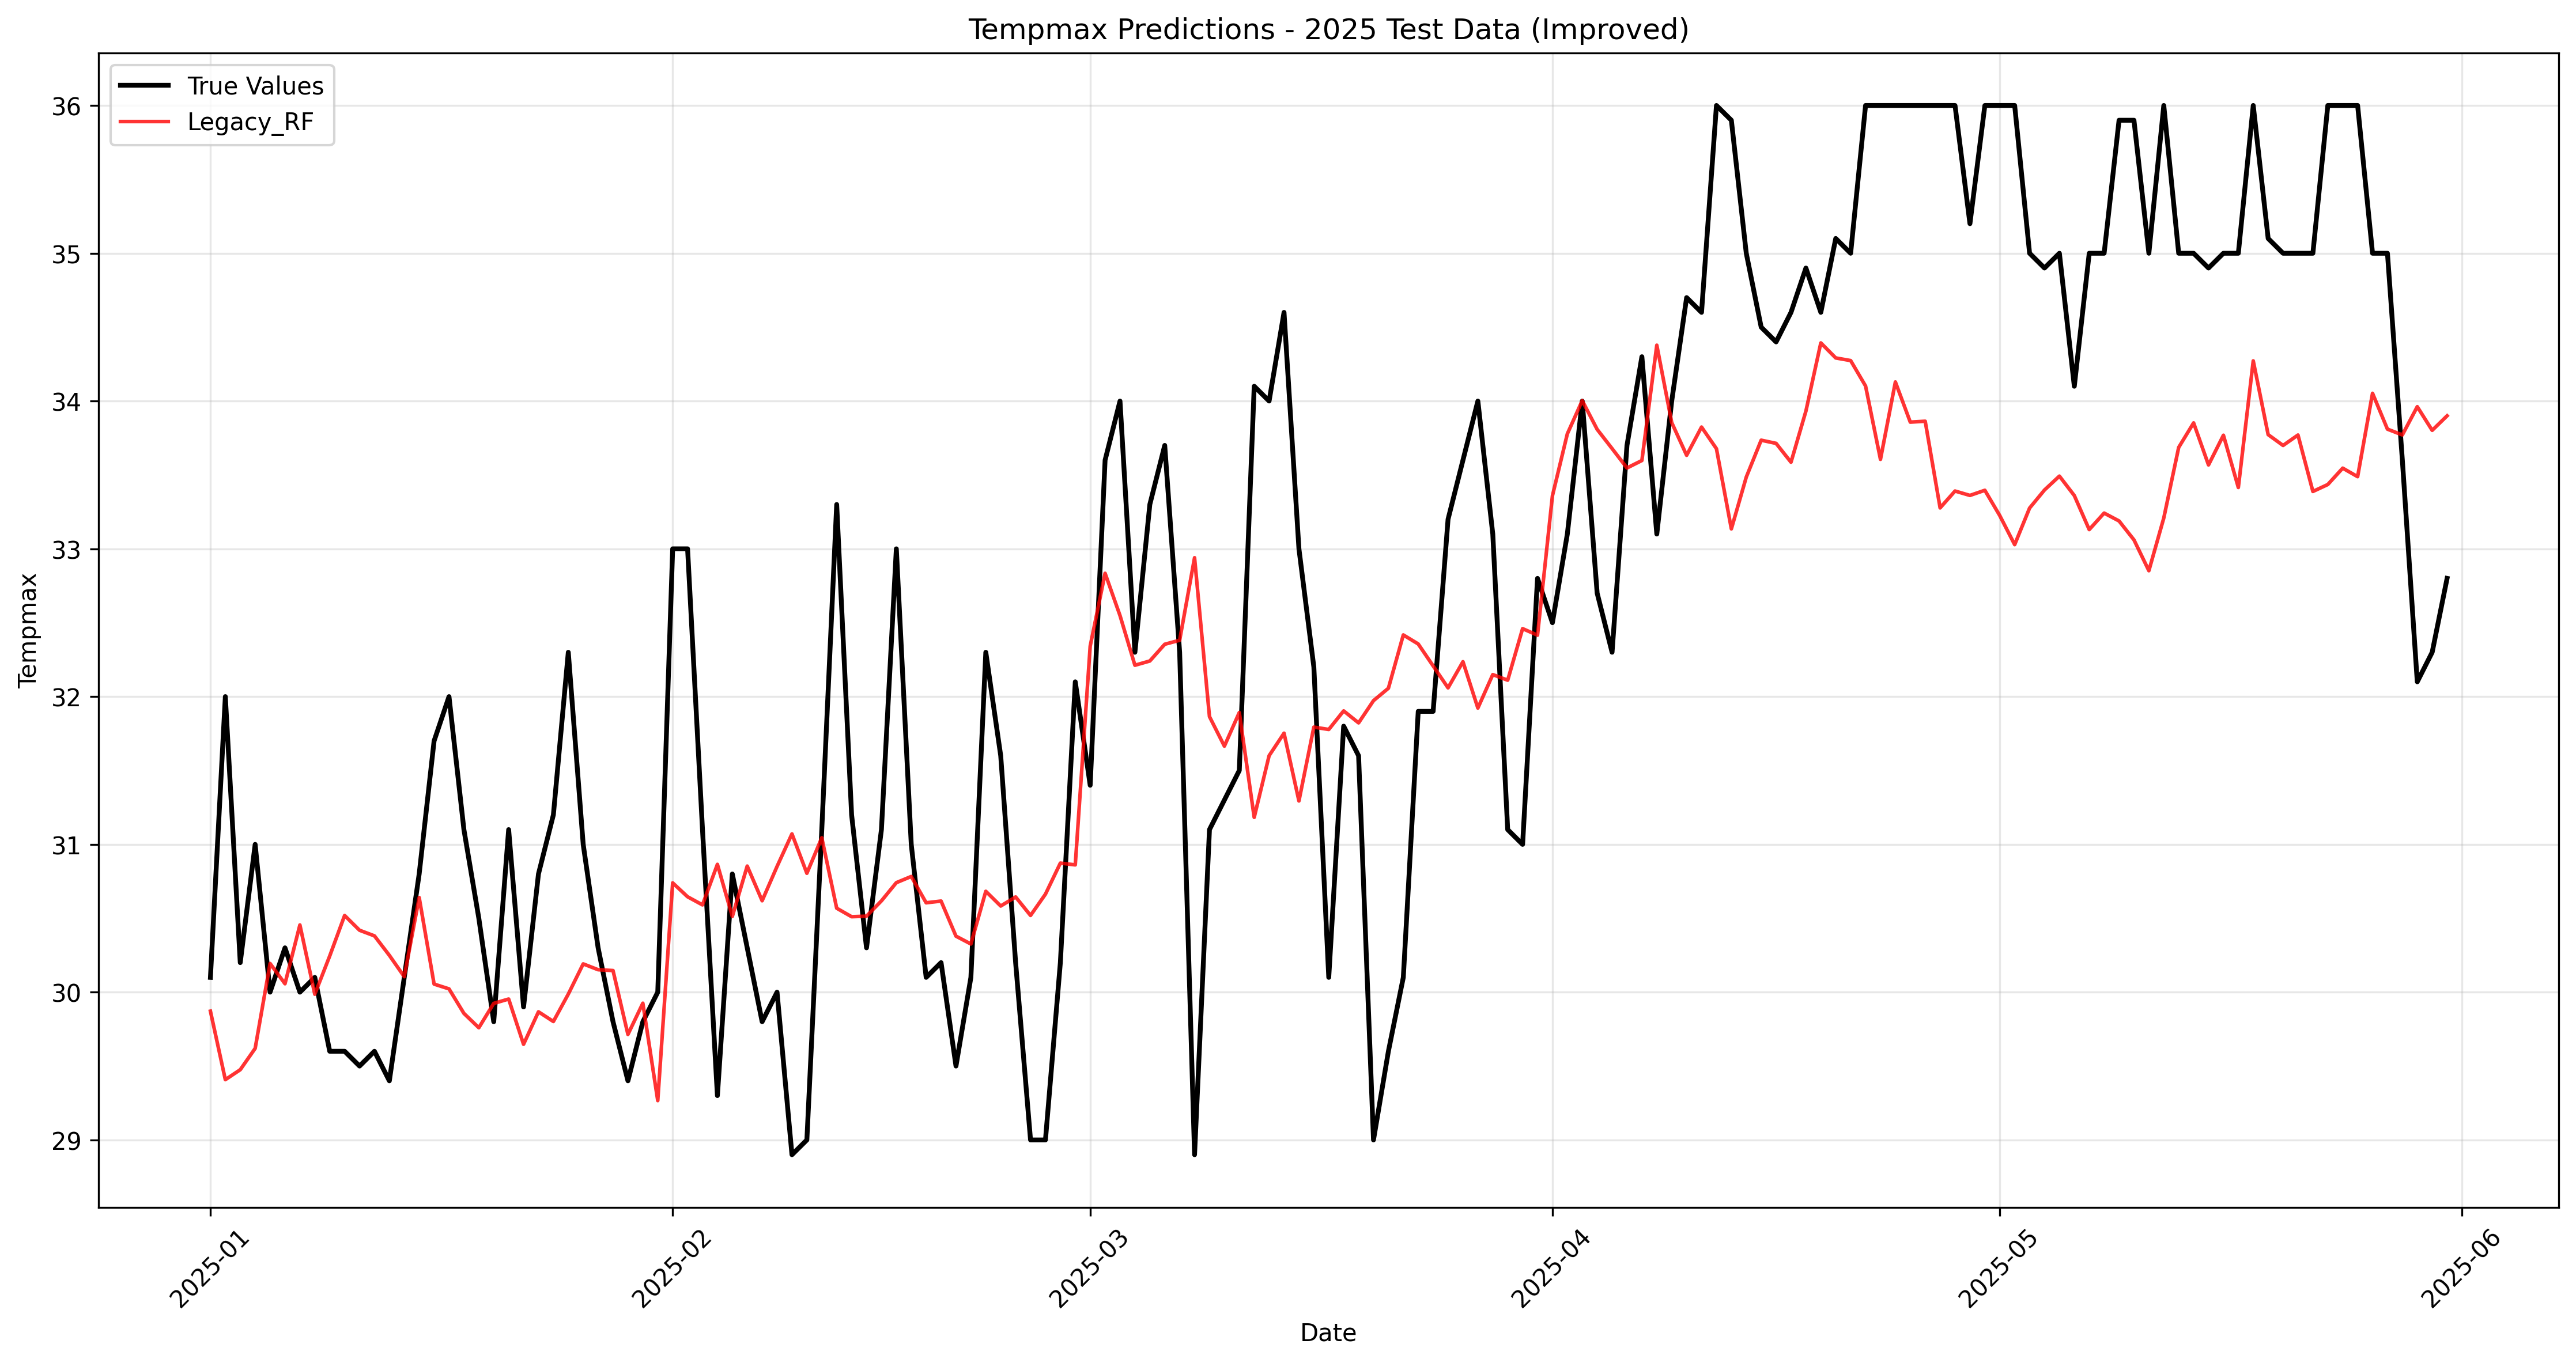 Tempmax Predictions - 2025 Test Data (Improved)
True Values
Legacy_RF
36
35
34
33
32
31
30
29
Tempmax
2025-01
2025-02
2025-03
2025-04
2025-05
2025-06
Date